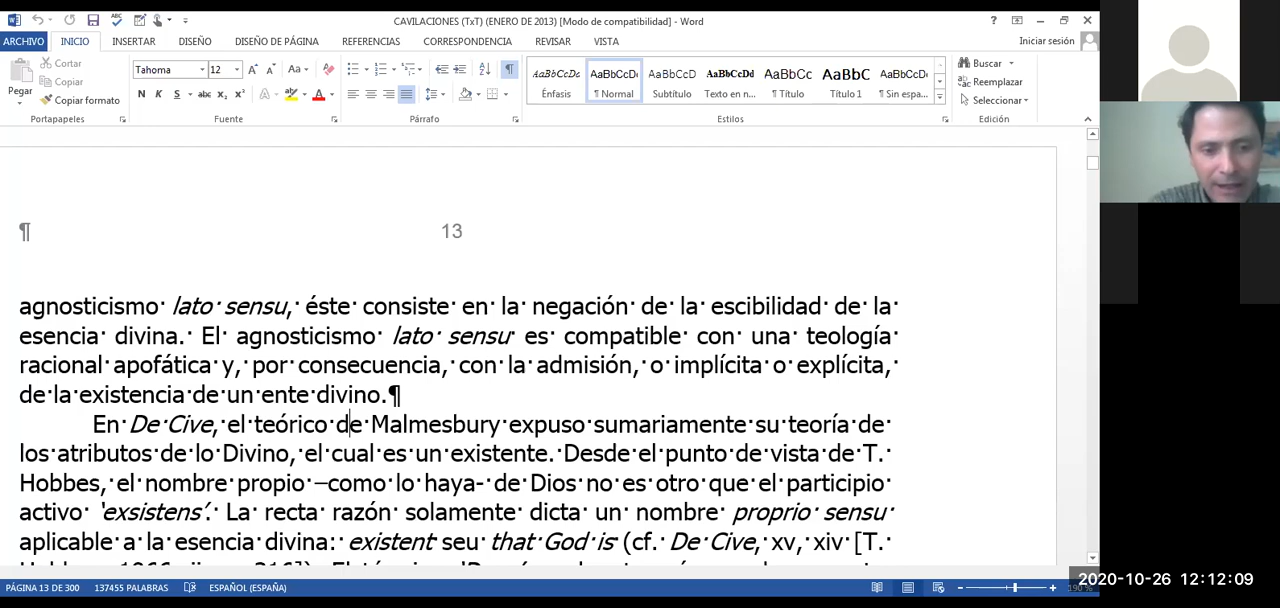 CAVILACIONES (TxT) (ENERO DE 2013) [Modo de compatibilidad] - Word
ARCHIVO INICIO INSERTAR DISEÑO DISEÑO DE PÁGINA REFERENCIAS CORRESPONDENCIA REVISAR VISTA Iniciar sesión
Cortar
Copiar
Copiar formato
Pegar
Portapapeles
Tahoma 12
Fuente
Párrafo
AaBbCcDc AaBbCcDc AaBbCcD AaBbCcDd AaBbCc AaBbC AaBbCcDc
Énfasis ¶ Normal Subtítulo Texto en n... ¶ Título Título 1 ¶ Sin espa...
Estilos
Buscar
Reemplazar
Seleccionar
Edición
¶ 13
agnosticismo lato sensu, éste consiste en la negación de la escibilidad de la
esencia divina. El agnosticismo lato sensu es compatible con una teología
racional apofática y, por consecuencia, con la admisión, o implícita o explícita,
de la existencia de un ente divino.¶
En De Cive, el teórico de Malmesbury expuso sumariamente su teoría de
los atributos de lo Divino, el cual es un existente. Desde el punto de vista de T.
Hobbes, el nombre propio –como lo haya- de Dios no es otro que el participio
activo 'exsistens'. La recta razón solamente dicta un nombre proprio sensu
aplicable a la esencia divina: existent seu that God is (cf. De Cive, xv, xiv [T.
PÁGINA 13 DE 300 137455 PALABRAS ESPAÑOL (ESPAÑA) 190 %
2020-10-26 12:12:09